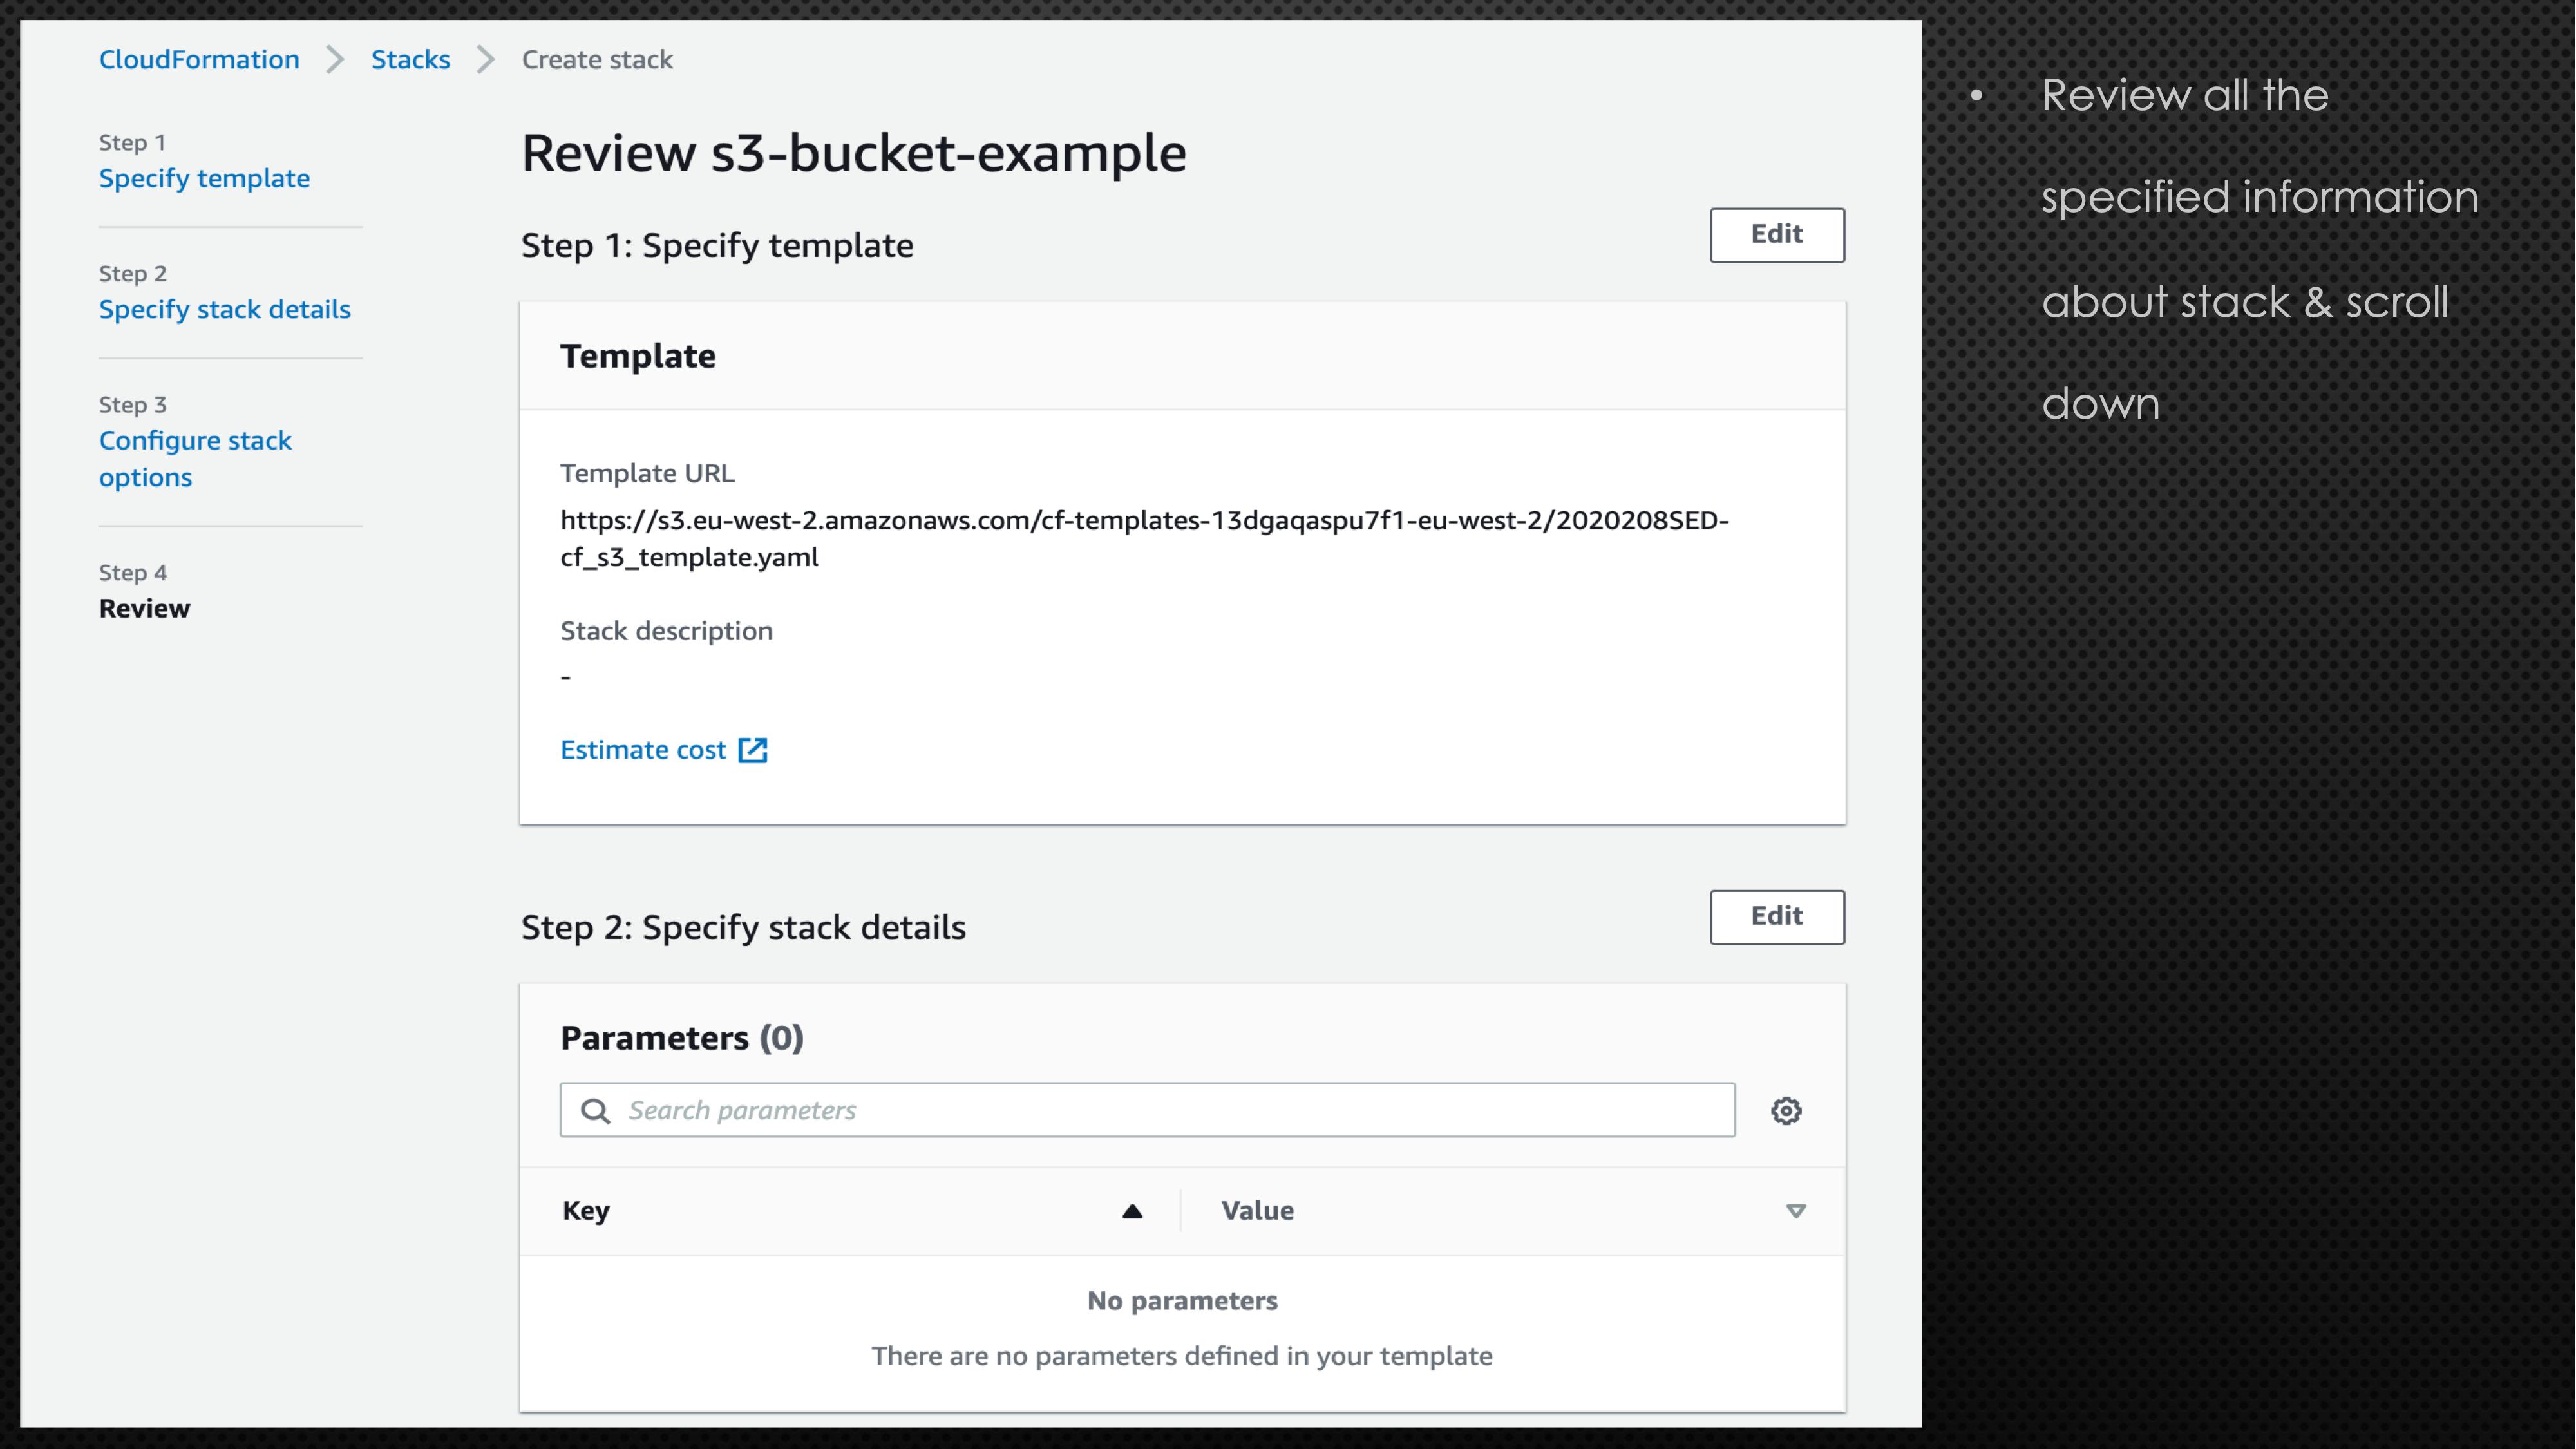 CloudFormation > Stacks > Create stack
Step 1
Specify template
Step 2
Specify stack details
Step 3
Configure stack
options
Step 4
Review
Review s3-bucket-example
Step 1: Specify template
Edit
Template
Template URL
https://s3.eu-west-2.amazonaws.com/cf-templates-13dgaqaspu7f1-eu-west-2/2020208SED-
cf_s3_template.yaml
Stack description
-
Estimate cost
Step 2: Specify stack details
Edit
Parameters (0)
Search parameters
Key
Value
No parameters
There are no parameters defined in your template
• Review all the
specified information
about stack & scroll
down